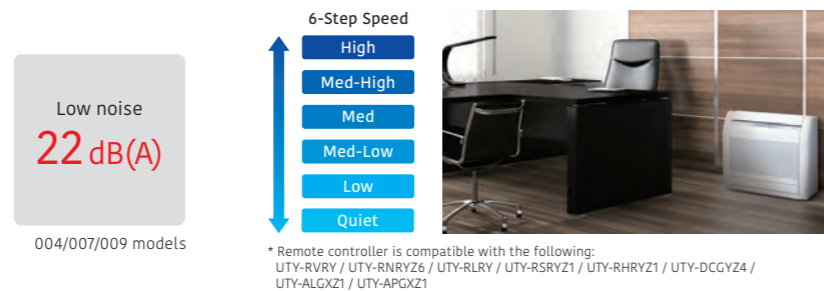 Low noise
22 dB(A)
004/007/009 models
6-Step Speed
High
Med-High
Med
Med-Low
Low
Quiet
* Remote controller is compatible with the following:
UTY-RVRY / UTY-RNRYZ6 / UTY-RLRY / UTY-RSRYZ1 / UTY-RHRYZ1 / UTY-DCGYZ4 /
UTY-ALGXZ1 / UTY-APGXZ1